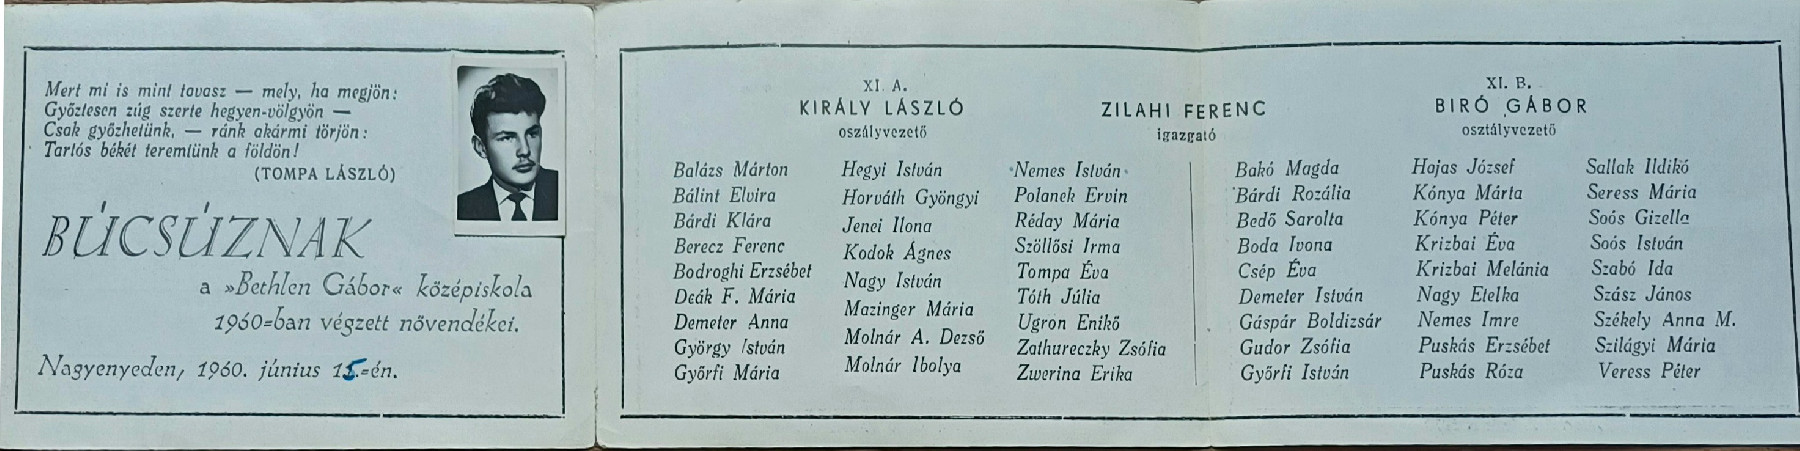 Mert mi is mint tavasz — mely, ha megjön:
Győztesen zúg szerte hegyen-völgyön —
Csak győzhetünk, — ránk akármi törjön:
Tartós békét teremtünk a földön!
(TOMPA LÁSZLÓ)
BÚCSÚZNAK
a »Bethlen Gábor« középiskola
1960=ban végzett növendékei.
Nagyenyeden, 1960. június 15.=én.
XI. A.
KIRÁLY LÁSZLÓ
oszályvezető
Balázs Márton
Bálint Elvira
Bárdi Klára
Berecz Ferenc
Bodroghi Erzsébet
Deák F. Mária
Demeter Anna
György István
Győrfi Mária
Hegyi István
Horváth Gyöngyi
Jenei Ilona
Kodok Ágnes
Nagy István
Mazinger Mária
Molnár A. Dezső
Molnár Ibolya
ZILAHI FERENC
igazgató
Nemes István
Polanek Ervin
Réday Mária
Szöllősi Irma
Tompa Éva
Tóth Júlia
Ugron Enikő
Zathureczky Zsófia
Zwerina Erika
XI. B.
BIRÓ GÁBOR
osztályvezető
Bakó Magda
Bárdi Rozália
Bedő Sarolta
Boda Ivona
Csép Éva
Demeter István
Gáspár Boldizsár
Gudor Zsófia
Győrfi István
Hajas József
Kónya Márta
Kónya Péter
Krizbai Éva
Krizbai Melánia
Nagy Etelka
Nemes Imre
Puskás Erzsébet
Puskás Róza
Sallak Ildikó
Seress Mária
Soós Gizella
Soós István
Szabó Ida
Szász János
Székely Anna M.
Szilágyi Mária
Veress Péter